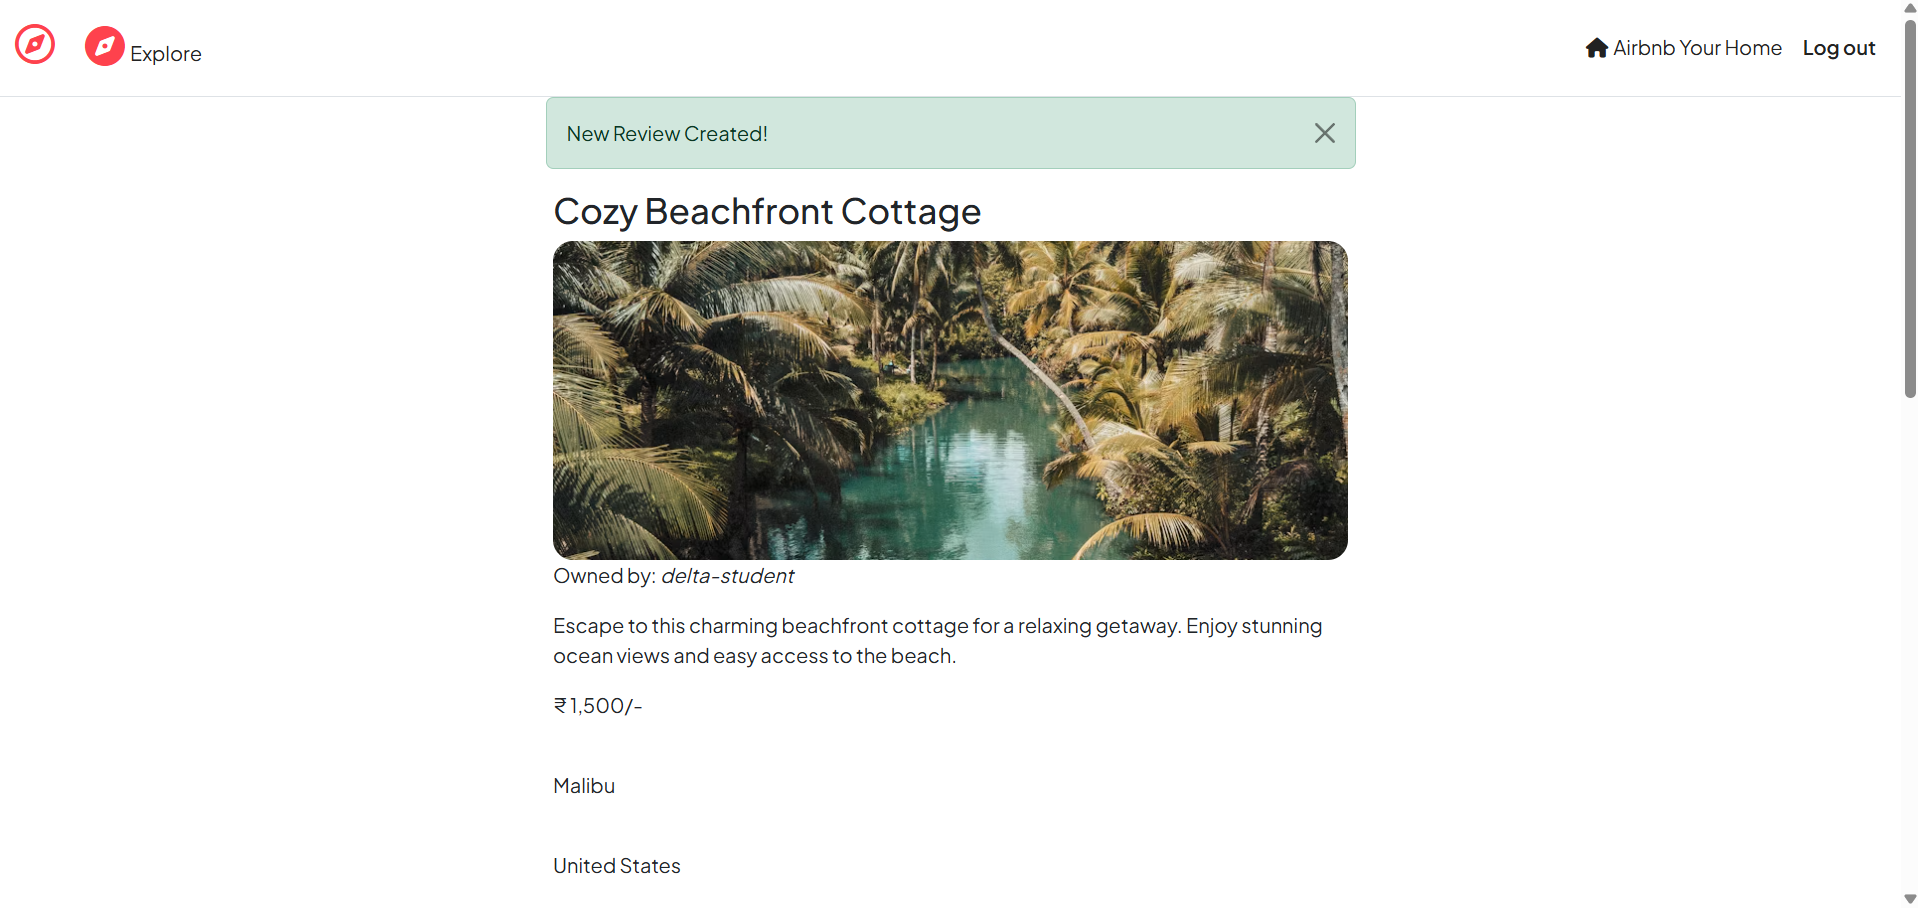 Explore
Airbnb Your Home
Log out
New Review Created!
Cozy Beachfront Cottage
Owned by: delta-student
Escape to this charming beachfront cottage for a relaxing getaway. Enjoy stunning
ocean views and easy access to the beach.
₹1,500/-
Malibu
United States